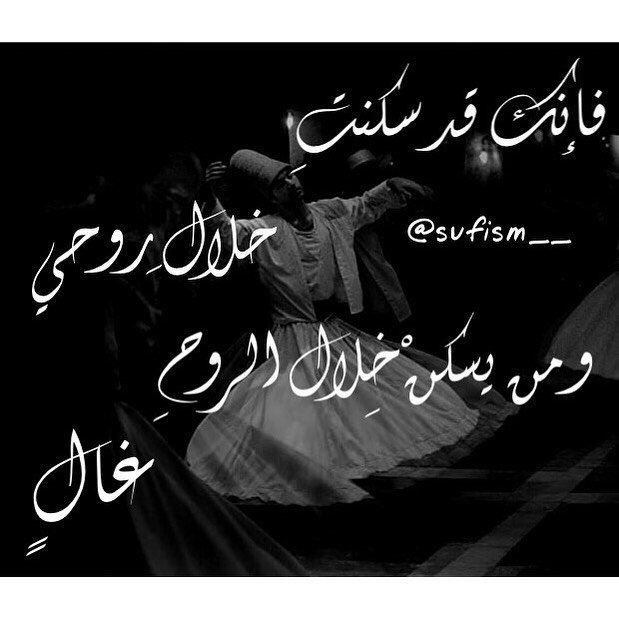 فإنك قد سكنتِ
خلال روحي
@sufism__
ومن يسكنْ خِلال الروحِ
غالٍ